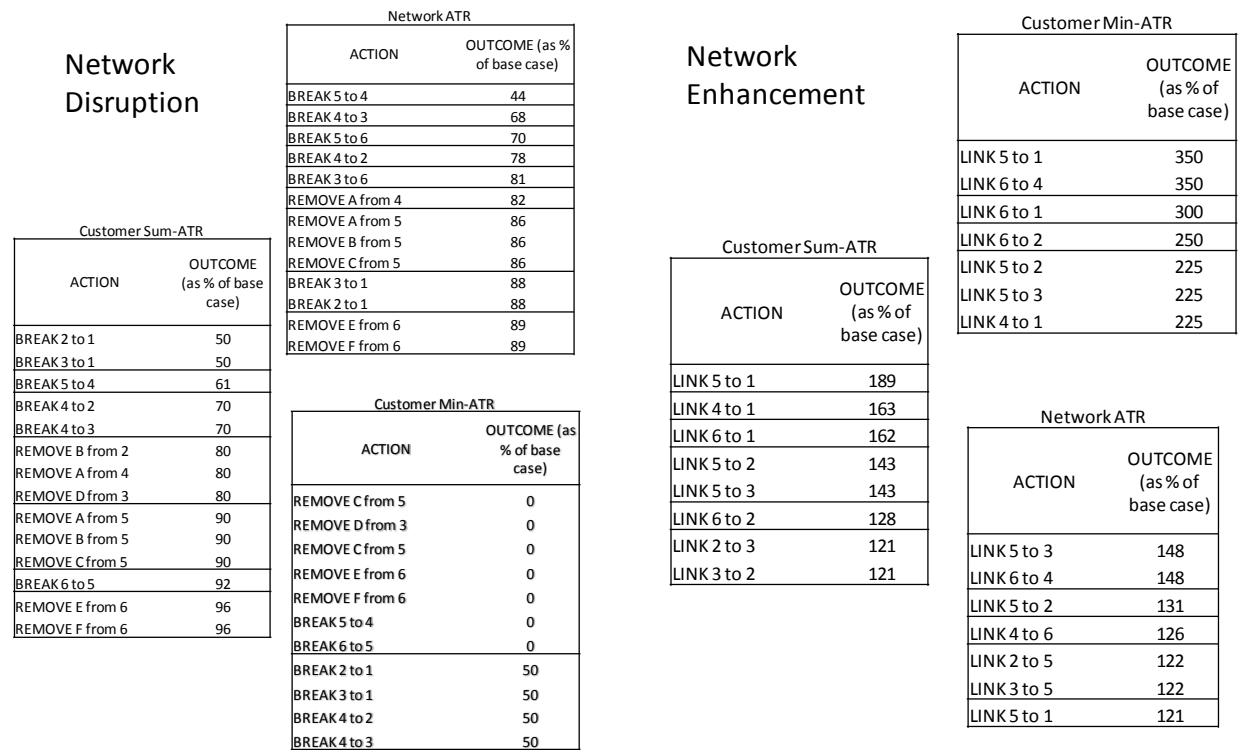 Network
Disruption
Network ATR
ACTION OUTCOME (as %
of base case)
BREAK 5 to 4 44
BREAK 4 to 3 68
BREAK 5 to 6 70
BREAK 4 to 2 78
BREAK 3 to 6 81
REMOVE A from 4 82
REMOVE A from 5 86
REMOVE B from 5 86
REMOVE C from 5 86
BREAK 3 to 1 88
BREAK 2 to 1 88
REMOVE E from 6 89
REMOVE F from 6 89
Customer Sum-ATR
ACTION OUTCOME
(as % of base
case)
BREAK 2 to 1 50
BREAK 3 to 1 50
BREAK 5 to 4 61
BREAK 4 to 2 70
BREAK 4 to 3 70
REMOVE B from 2 80
REMOVE A from 4 80
REMOVE D from 3 80
REMOVE A from 5 90
REMOVE B from 5 90
REMOVE C from 5 90
BREAK 6 to 5 92
REMOVE E from 6 96
REMOVE F from 6 96
Customer Min-ATR
ACTION OUTCOME (as
% of base
case)
REMOVE C from 5 0
REMOVE D from 3 0
REMOVE C from 5 0
REMOVE E from 6 0
REMOVE F from 6 0
BREAK 5 to 4 0
BREAK 6 to 5 0
BREAK 2 to 1 50
BREAK 3 to 1 50
BREAK 4 to 2 50
BREAK 4 to 3 50
Network
Enhancement
Customer Min-ATR
ACTION OUTCOME
(as % of
base case)
LINK 5 to 1 350
LINK 6 to 4 350
LINK 6 to 1 300
LINK 6 to 2 250
LINK 5 to 2 225
LINK 5 to 3 225
LINK 4 to 1 225
Customer Sum-ATR
ACTION OUTCOME
(as % of
base case)
LINK 5 to 1 189
LINK 4 to 1 163
LINK 6 to 1 162
LINK 5 to 2 143
LINK 5 to 3 143
LINK 6 to 2 128
LINK 2 to 3 121
LINK 3 to 2 121
Network ATR
ACTION OUTCOME
(as % of
base case)
LINK 5 to 3 148
LINK 6 to 4 148
LINK 5 to 2 131
LINK 4 to 6 126
LINK 2 to 5 122
LINK 3 to 5 122
LINK 5 to 1 121